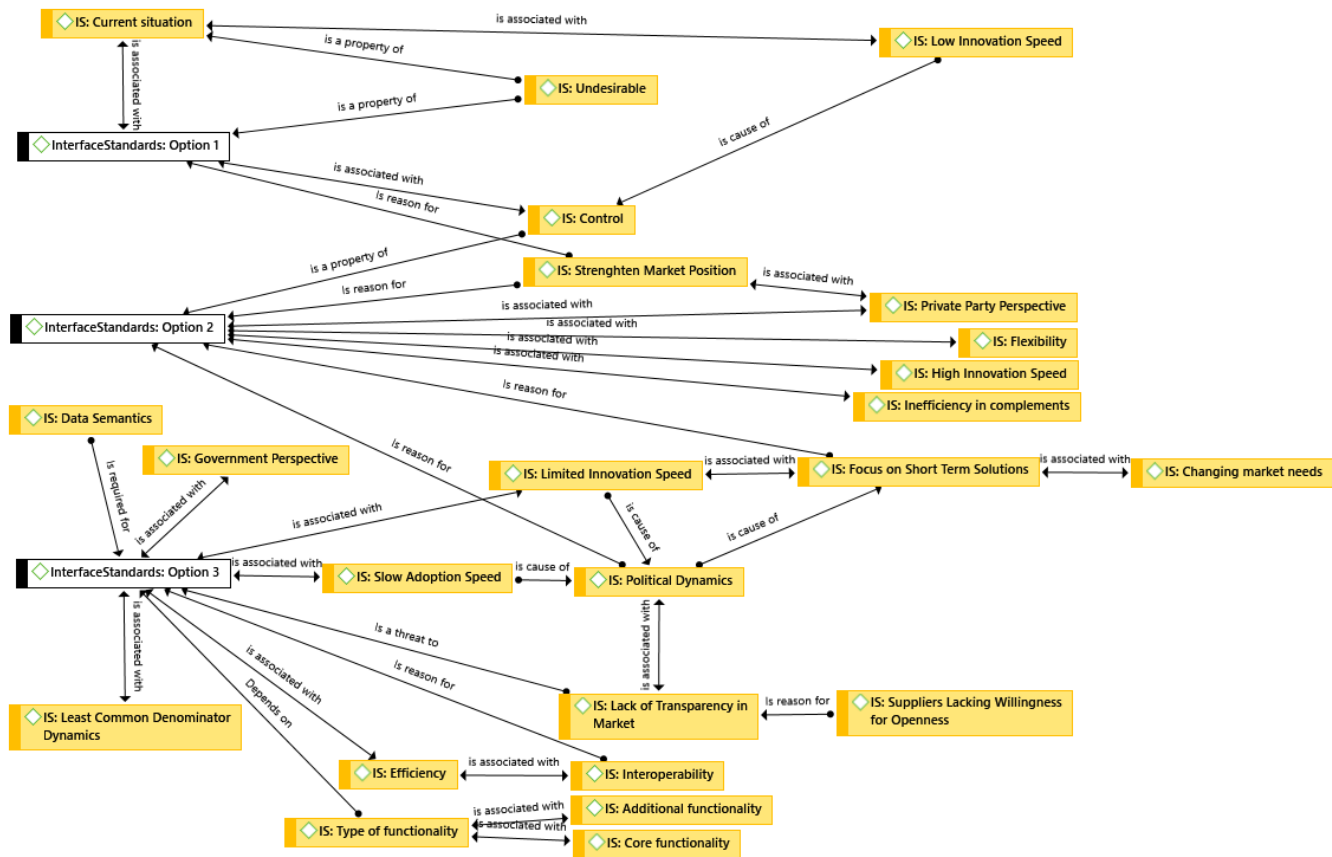 IS: Current situation
is associated with
IS: Low Innovation Speed
is a property of
is associated with
IS: Undesirable
is a property of
is cause of
InterfaceStandards: Option 1
is associated with
is reason for
IS: Control
is a property of
IS: Strenghten Market Position
is associated with
Is reason for
is associated with
IS: Private Party Perspective
InterfaceStandards: Option 2
is associated with
is associated with
IS: Flexibility
is associated with
IS: High Innovation Speed
is reason for
IS: Inefficiency in complements
IS: Data Semantics
is reason for
IS: Government Perspective
IS: Limited Innovation Speed
is associated with
IS: Focus on Short Term Solutions
is associated with
IS: Changing market needs
is required for
is associated with
is associated with
is cause of
is cause of
InterfaceStandards: Option 3
is associated with
IS: Slow Adoption Speed
is cause of
IS: Political Dynamics
is associated with
is a threat to
is associated with
is associated with
is reason for
Depends on
IS: Least Common Denominator
Dynamics
IS: Lack of Transparency in
Market
Is reason for
IS: Suppliers Lacking Willingness
for Openness
IS: Efficiency
is associated with
IS: Interoperability
is associated with
IS: Additional functionality
IS: Type of functionality
is associated with
IS: Core functionality